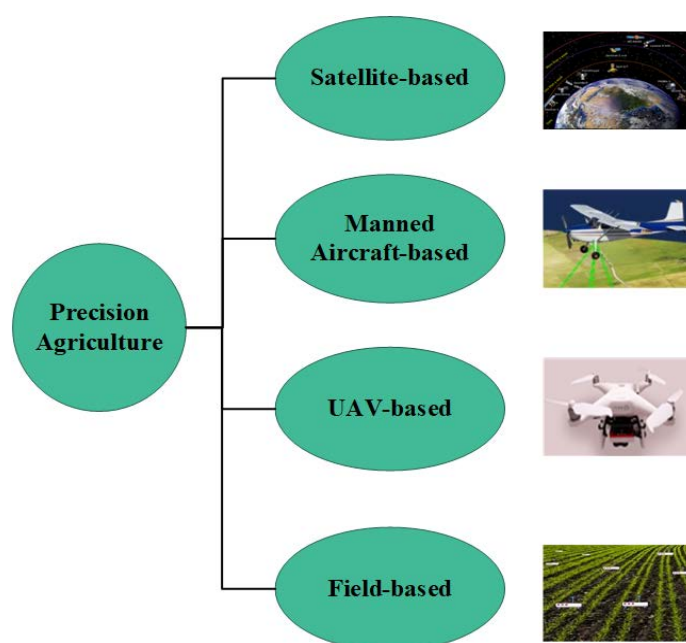 Satellite-based
Manned
Aircraft-based
Precision
Agriculture
UAV-based
Field-based